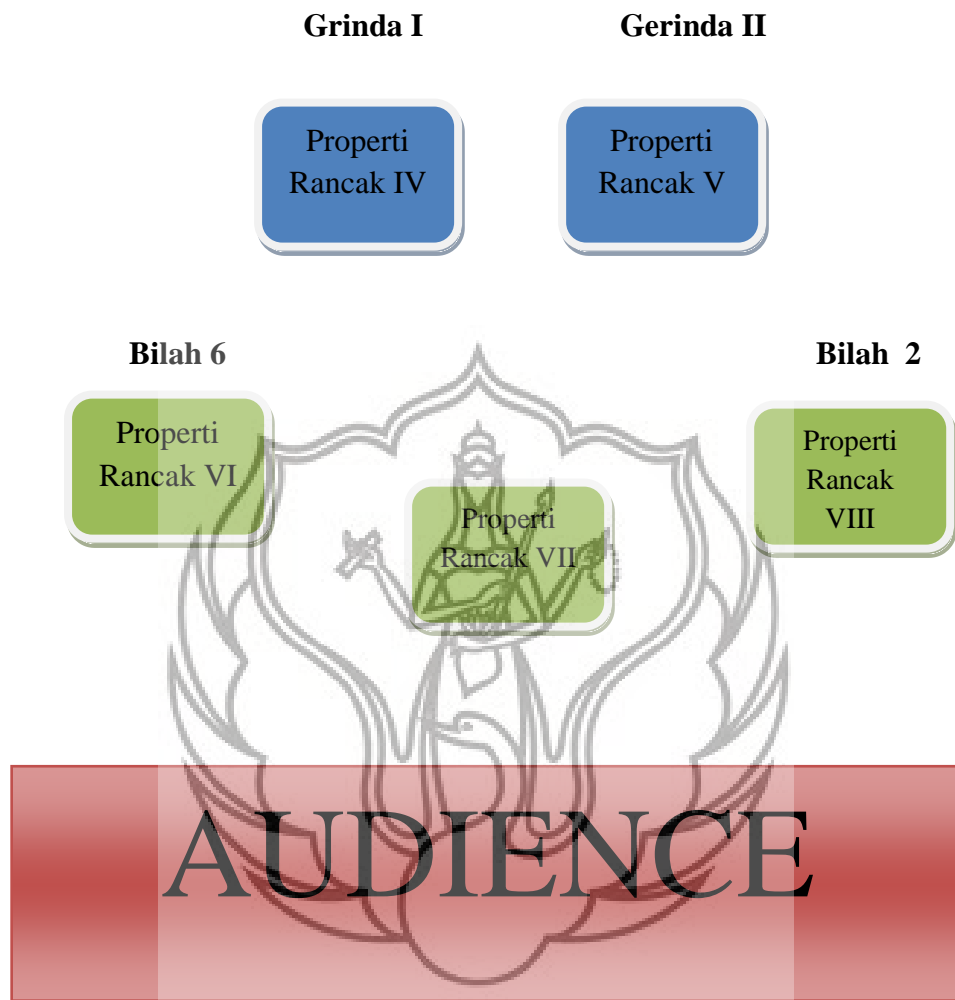 Grinda I
Gerinda II
Properti
Rancak IV
Properti
Rancak V
Bilah 6
Bilah 2
Properti
Rancak VI
Properti
Rancak VII
Properti
Rancak
VIII
AUDIENCE